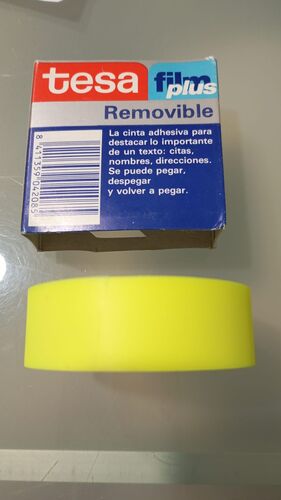 tesa film
plus
Removible
La cinta adhesiva para
destacar lo importante
de un texto: citas,
nombres, direcciones.
Se puede pegar,
despegar
y volver a pegar.
8 411359 042085